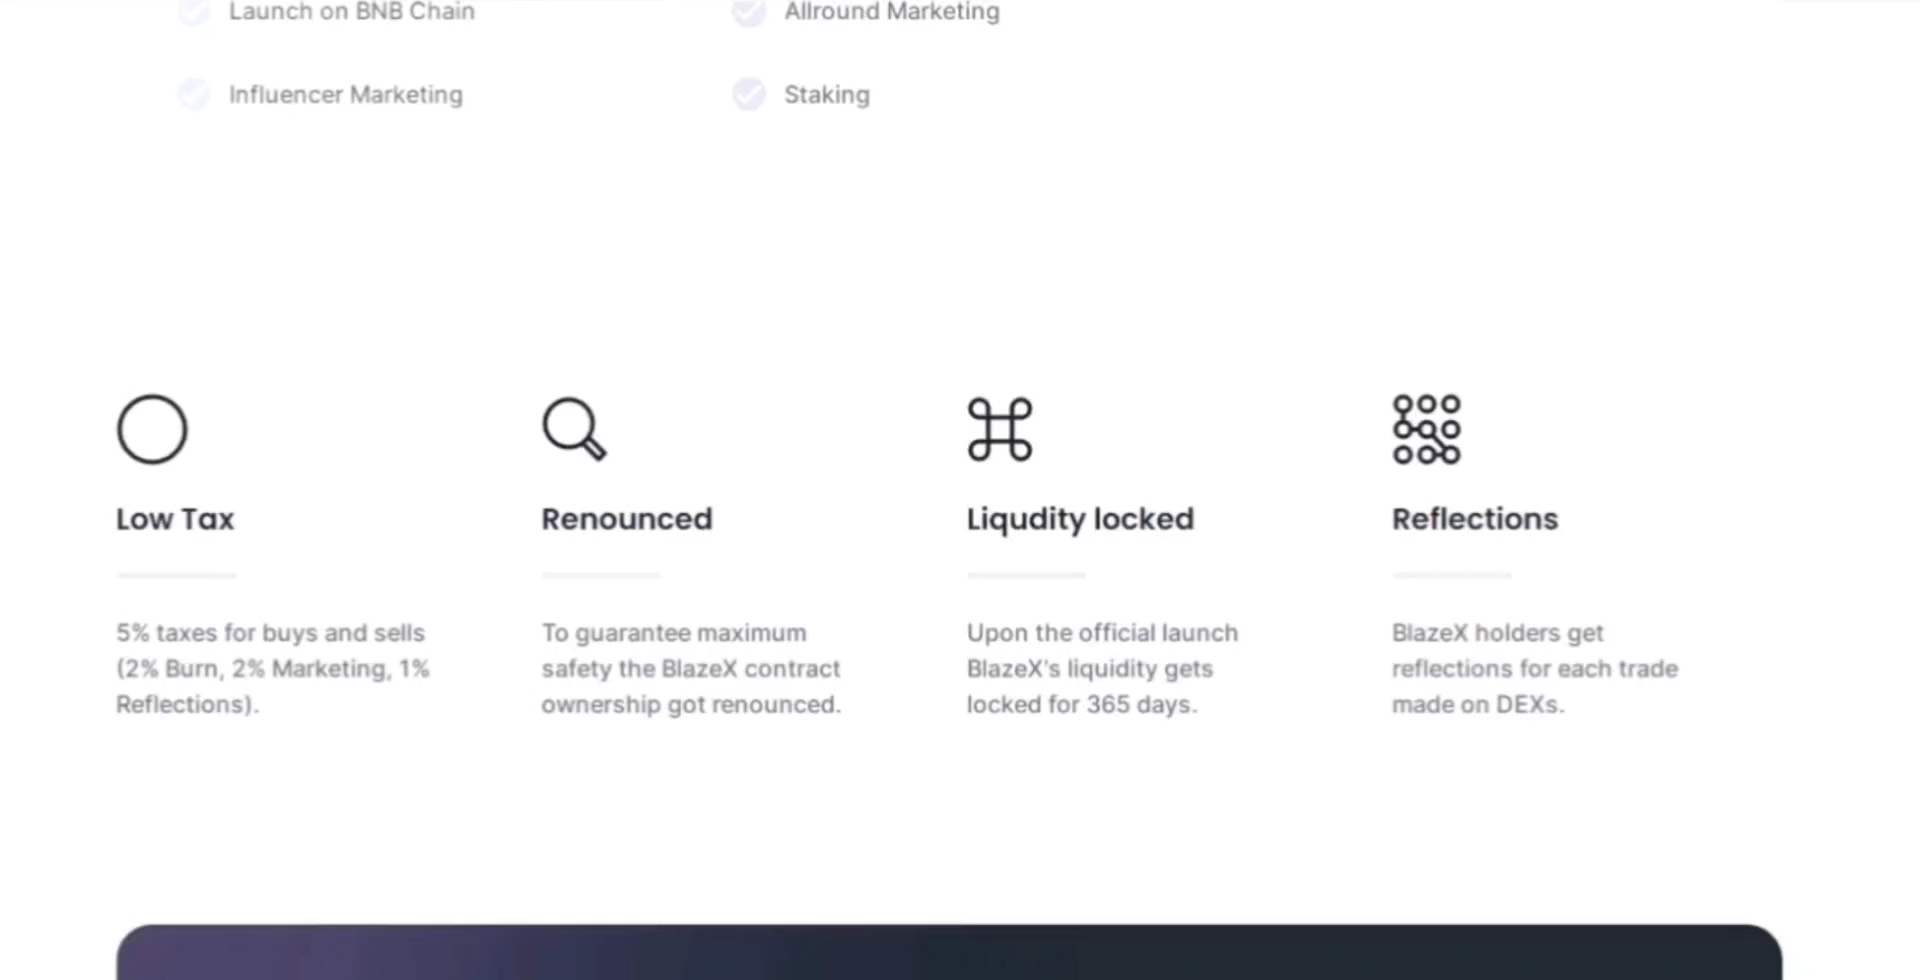 Launch on BNB Chain
Allround Marketing
Influencer Marketing
Staking
Low Tax
5% taxes for buys and sells
(2% Burn, 2% Marketing, 1%
Reflections).
Renounced
To guarantee maximum
safety the BlazeX contract
ownership got renounced.
Liqudity locked
Upon the official launch
BlazeX's liquidity gets
locked for 365 days.
Reflections
BlazeX holders get
reflections for each trade
made on DEXs.